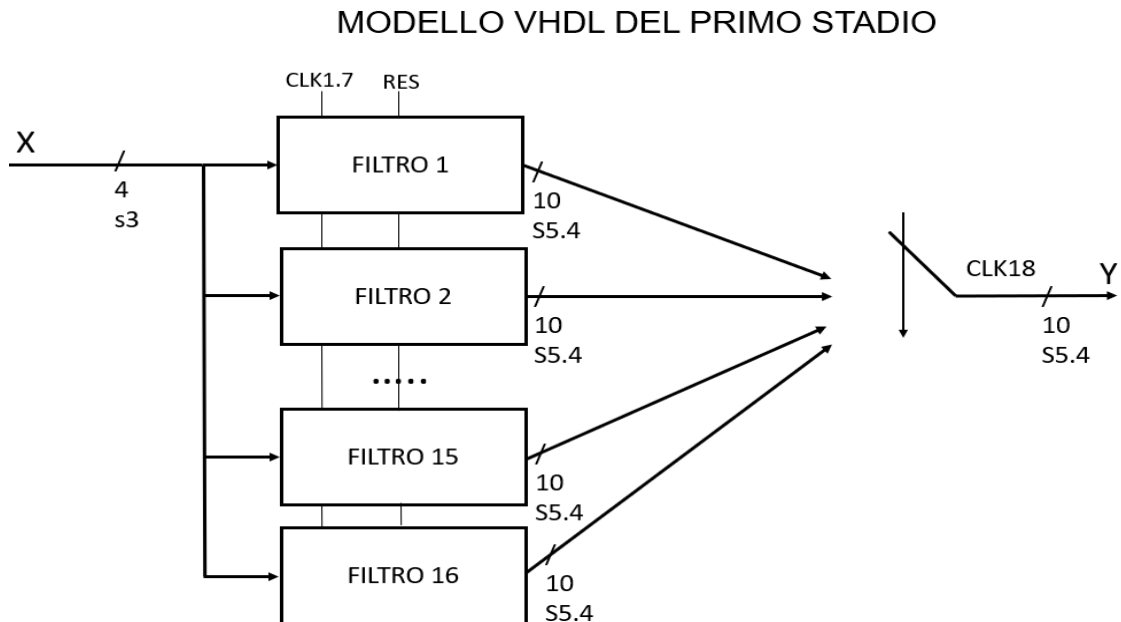 MODELLO VHDL DEL PRIMO STADIO
CLK1.7
RES
X
4
s3
FILTRO 1
10
S5.4
FILTRO 2
10
S5.4
.....
FILTRO 15
10
S5.4
FILTRO 16
10
S5.4
CLK18
Y
10
S5.4